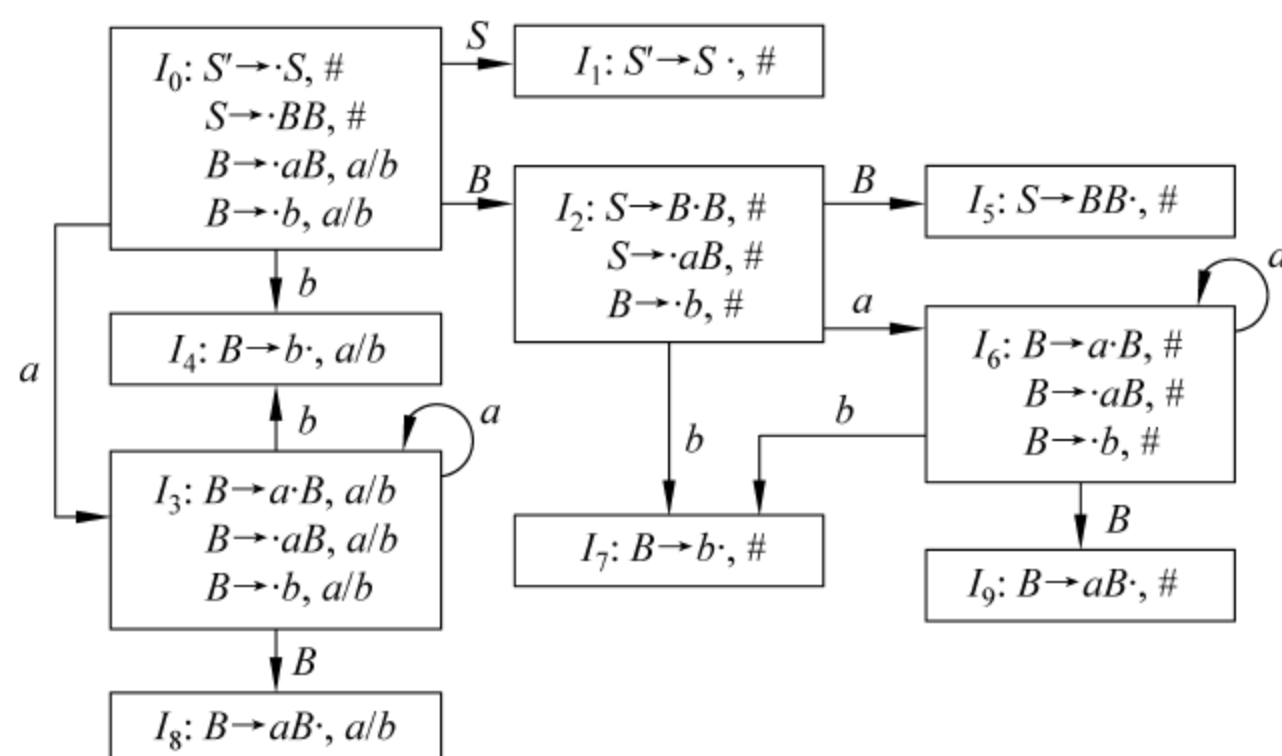 I₀: S′→·S, #
S→·BB, #
B→·aB, a/b
B→·b, a/b
S
I₁: S′→S ·, #
B
I₂: S→B·B, #
S→·aB, #
B→·b, #
B
I₅: S→BB·, #
a
b
I₄: B→b·, a/b
a
b
a
I₃: B→a·B, a/b
B→·aB, a/b
B→·b, a/b
a
I₆: B→a·B, #
B→·aB, #
B→·b, #
b
b
I₇: B→b·, #
B
I₉: B→aB·, #
B
I₈: B→aB·, a/b